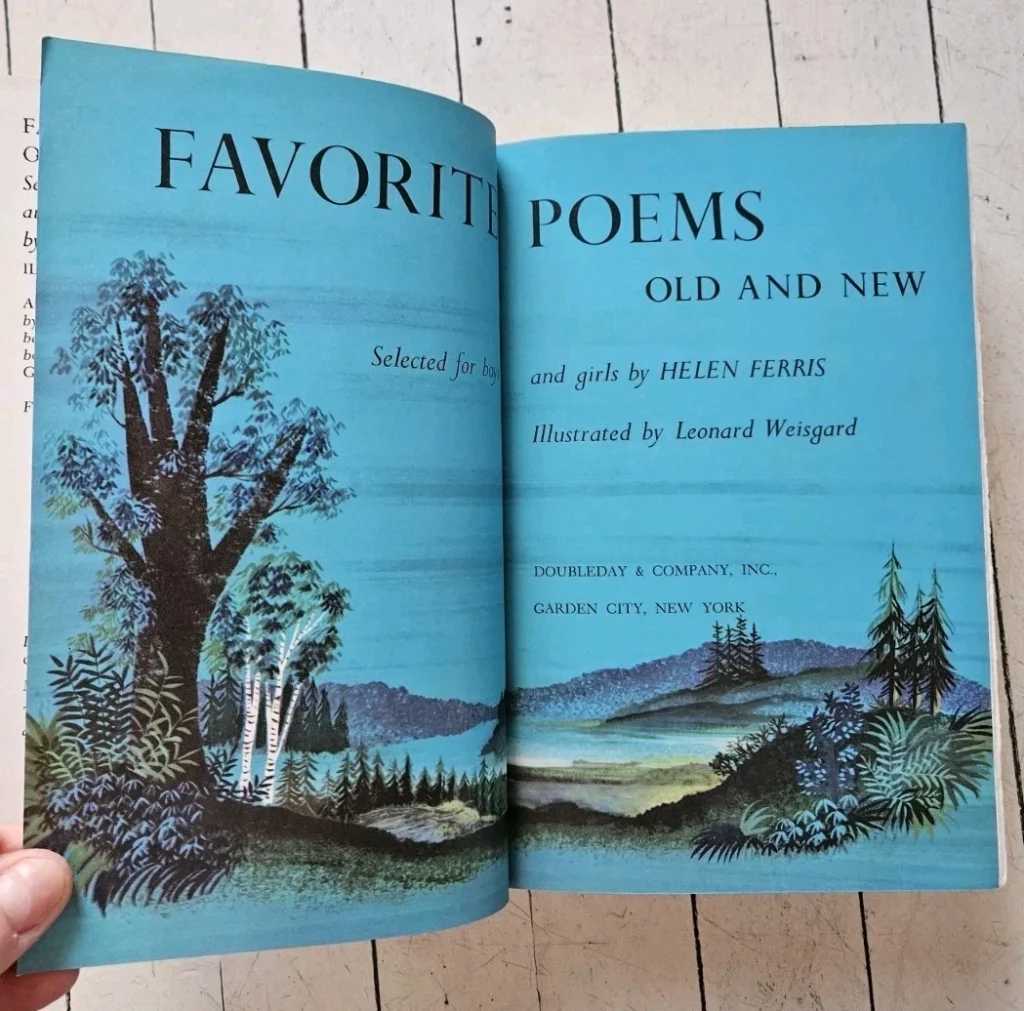 FAVORITE POEMS
OLD AND NEW
Selected for boys and girls by HELEN FERRIS
Illustrated by Leonard Weisgard
DOUBLEDAY & COMPANY, INC.,
GARDEN CITY, NEW YORK